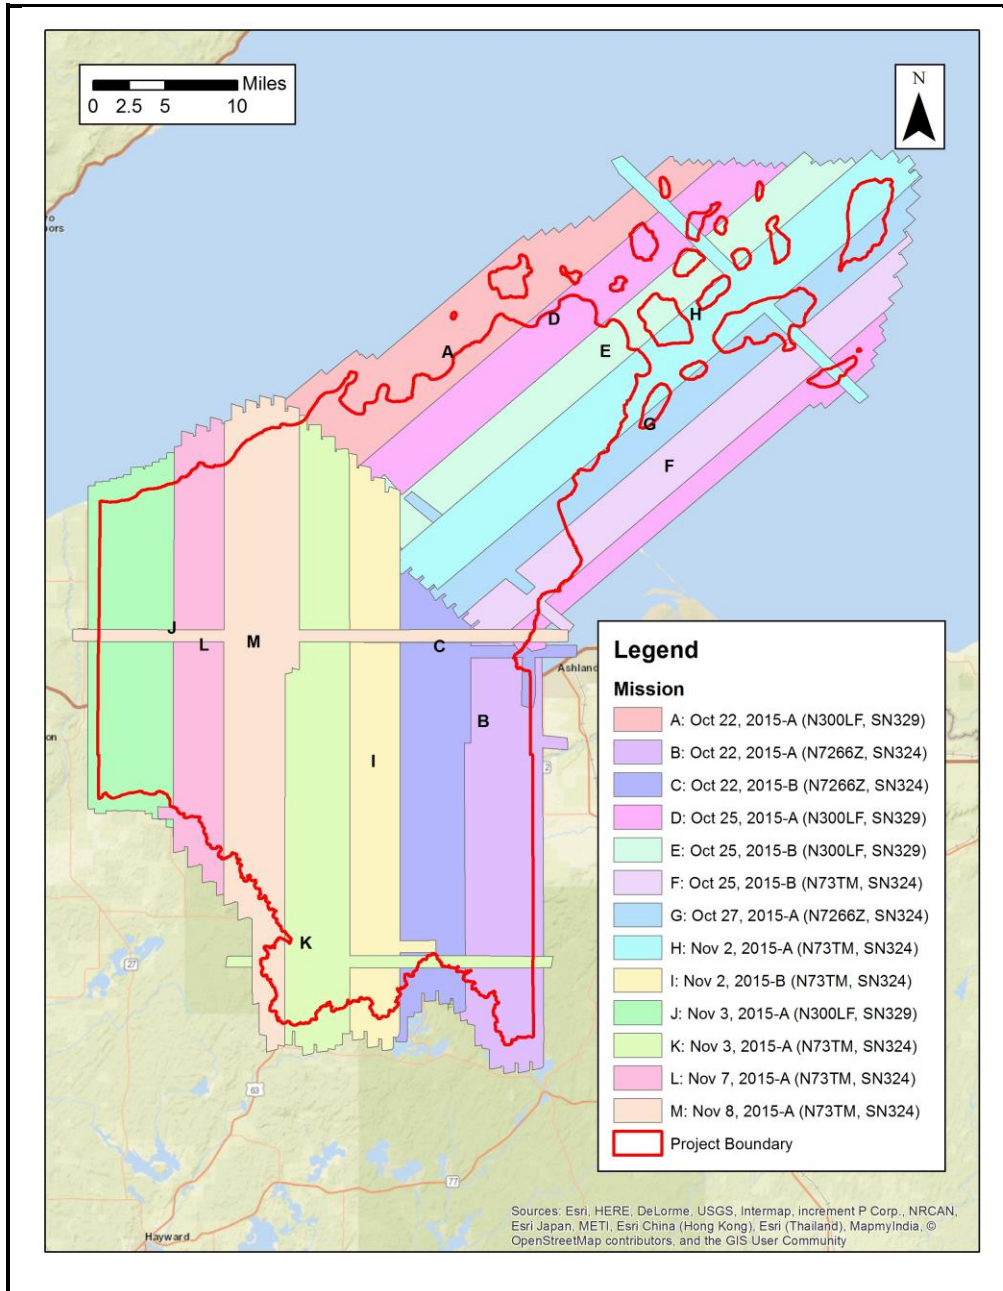 Miles
0 2.5 5 10
N
o
ors
H
D
A
E
G
F
J
L
M
C
Ashland
B
on
I
2
K
27
63
77
Hayward
Legend
Mission
A: Oct 22, 2015-A (N300LF, SN329)
B: Oct 22, 2015-A (N7266Z, SN324)
C: Oct 22, 2015-B (N7266Z, SN324)
D: Oct 25, 2015-A (N300LF, SN329)
E: Oct 25, 2015-B (N300LF, SN329)
F: Oct 25, 2015-B (N73TM, SN324)
G: Oct 27, 2015-A (N7266Z, SN324)
H: Nov 2, 2015-A (N73TM, SN324)
I: Nov 2, 2015-B (N73TM, SN324)
J: Nov 3, 2015-A (N300LF, SN329)
K: Nov 3, 2015-A (N73TM, SN324)
L: Nov 7, 2015-A (N73TM, SN324)
M: Nov 8, 2015-A (N73TM, SN324)
Project Boundary
Sources: Esri, HERE, DeLorme, USGS, Intermap, increment P Corp., NRCAN,
Esri Japan, METI, Esri China (Hong Kong), Esri (Thailand), MapmyIndia, ©
OpenStreetMap contributors, and the GIS User Community